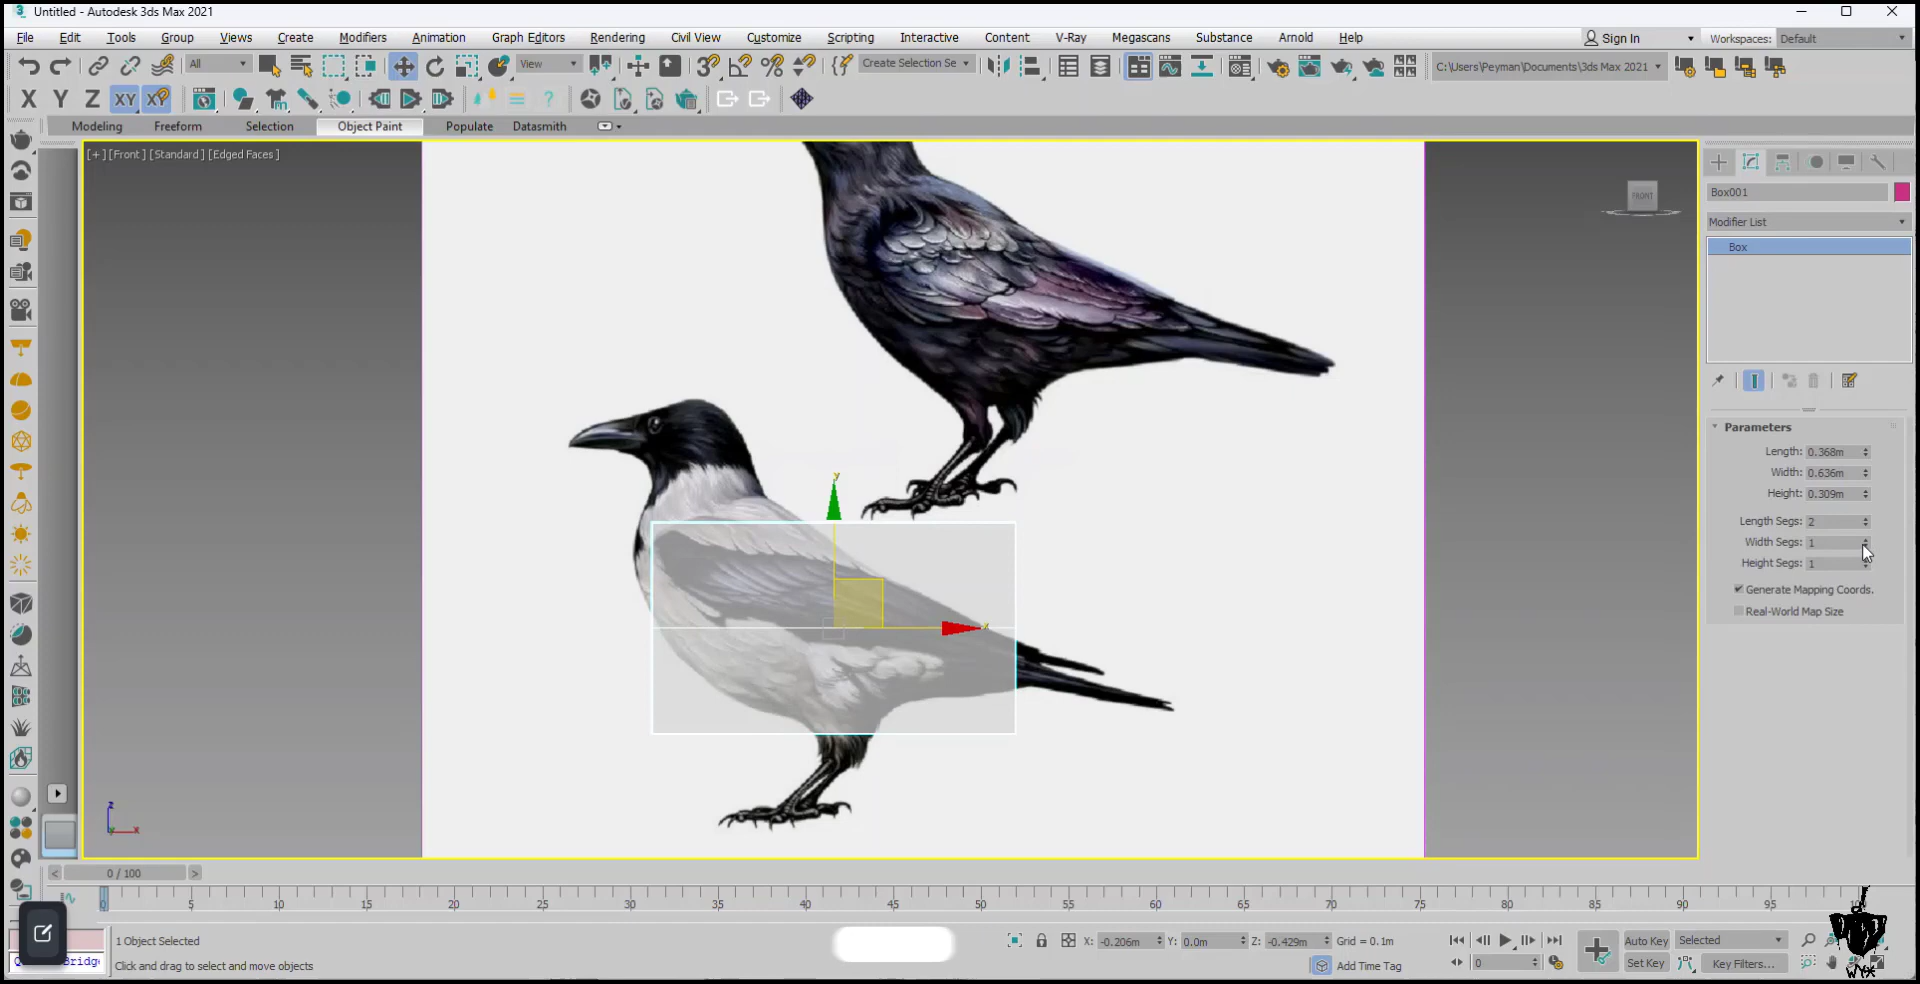 Untitled - Autodesk 3ds Max 2021
File Edit Tools Group Views Create Modifiers Animation Graph Editors Rendering Civil View Customize Scripting Interactive Content V-Ray Megascans Substance Arnold Help Sign In Workspaces: Default
All View Create Selection Se C:\Users\Peyman\Documents\3ds Max 2021
X Y Z XY XY
Modeling Freeform Selection Object Paint Populate Datasmith
[+] [Front] [Standard] [Edged Faces]
FRONT
Box001
Modifier List
Box
Parameters
Length: 0.368m
Width: 0.636m
Height: 0.309m
Length Segs: 2
Width Segs: 1
Height Segs: 1
Generate Mapping Coords.
Real-World Map Size
y
x
z
x
< 0 / 100 >
0 5 10 15 20 25 30 35 40 45 50 55 60 65 70 75 80 85 90 95
1 Object Selected X: -0.206m Y: 0.0m Z: -0.429m Grid = 0.1m Auto Key Selected
Click and drag to select and move objects Add Time Tag 0 Set Key Key Filters...
WYX